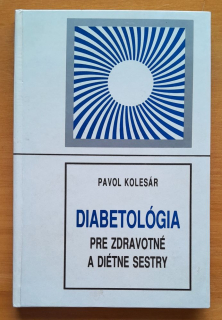 PAVOL KOLESÁR
DIABETOLÓGIA
PRE ZDRAVOTNÉ
A DIÉTNE SESTRY